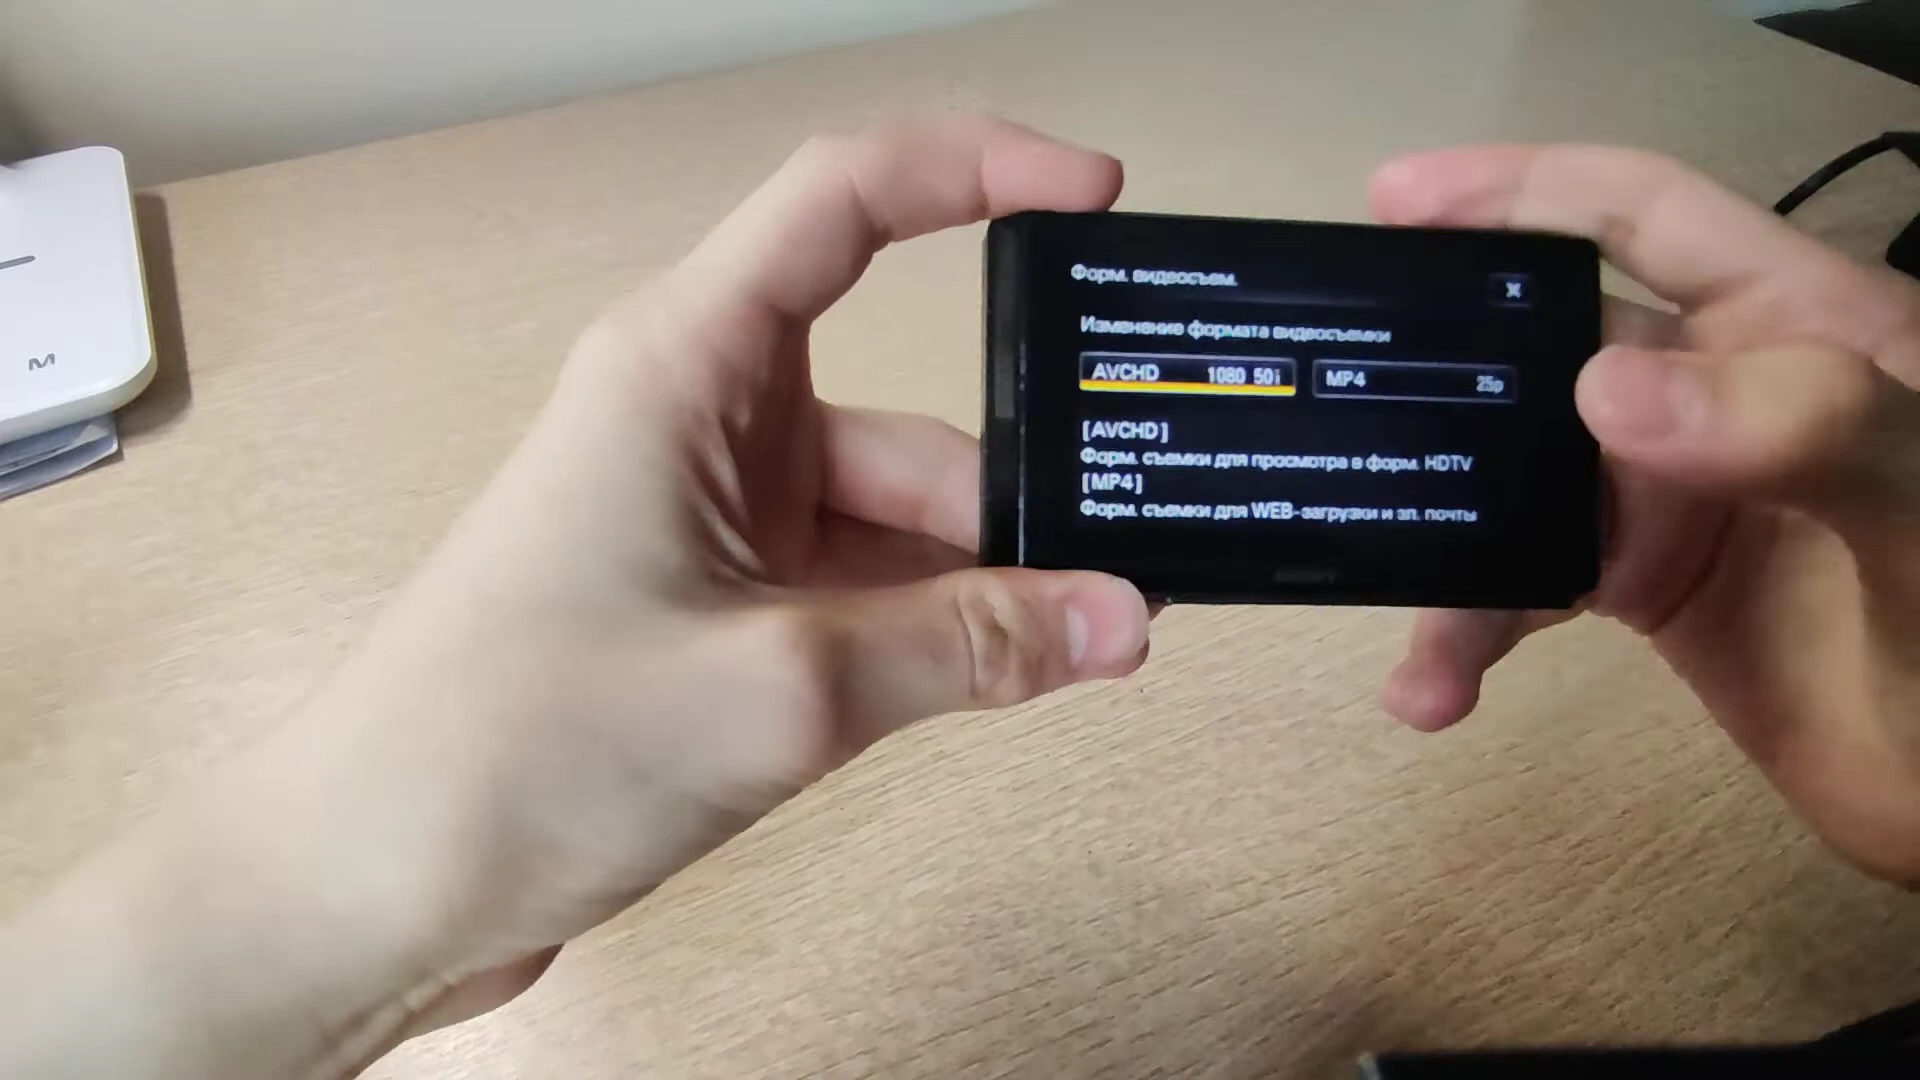 Форм. видеосъем.
Изменение формата видеосъемки
AVCHD 1080 50i MP4 25p
[AVCHD]
Форм. съемки для просмотра в форм. HDTV
[MP4]
Форм. съемки для WEB-загрузки и эл. почты
M